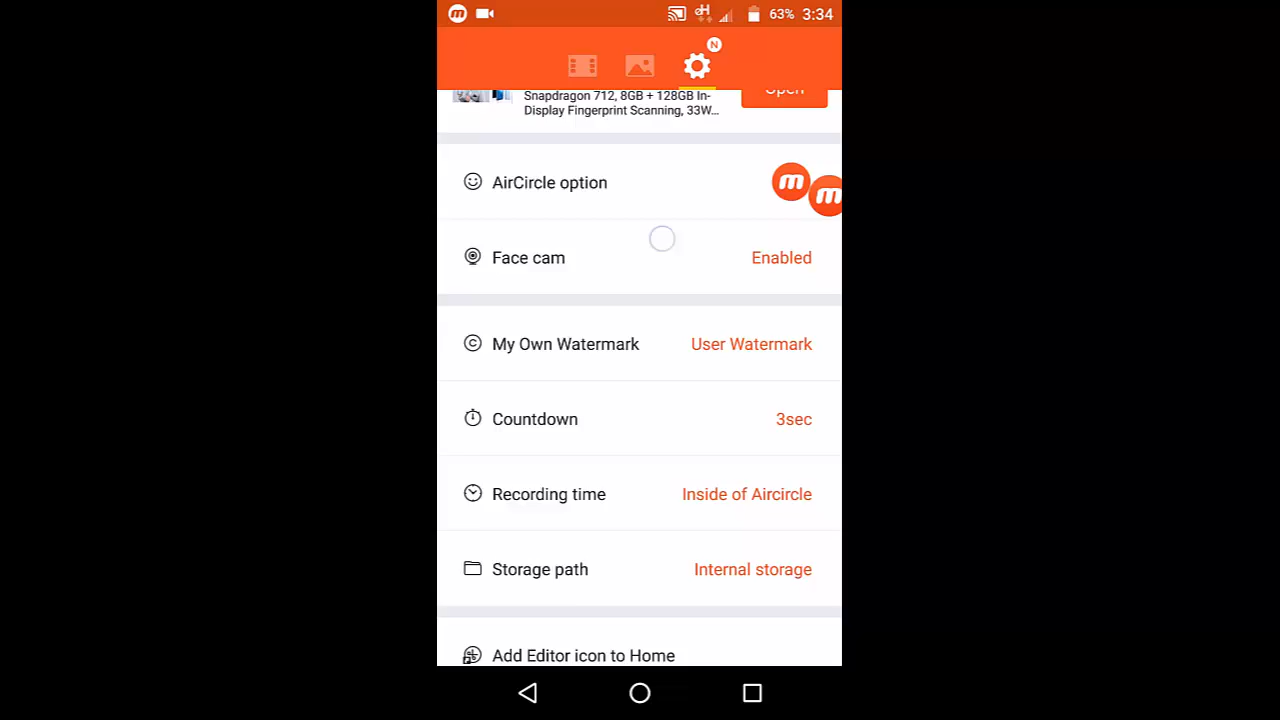 63% 3:34
N
Snapdragon 712, 8GB + 128GB In-
Display Fingerprint Scanning, 33W...
Open
AirCircle option
Face cam Enabled
My Own Watermark User Watermark
Countdown 3sec
Recording time Inside of Aircircle
Storage path Internal storage
Add Editor icon to Home